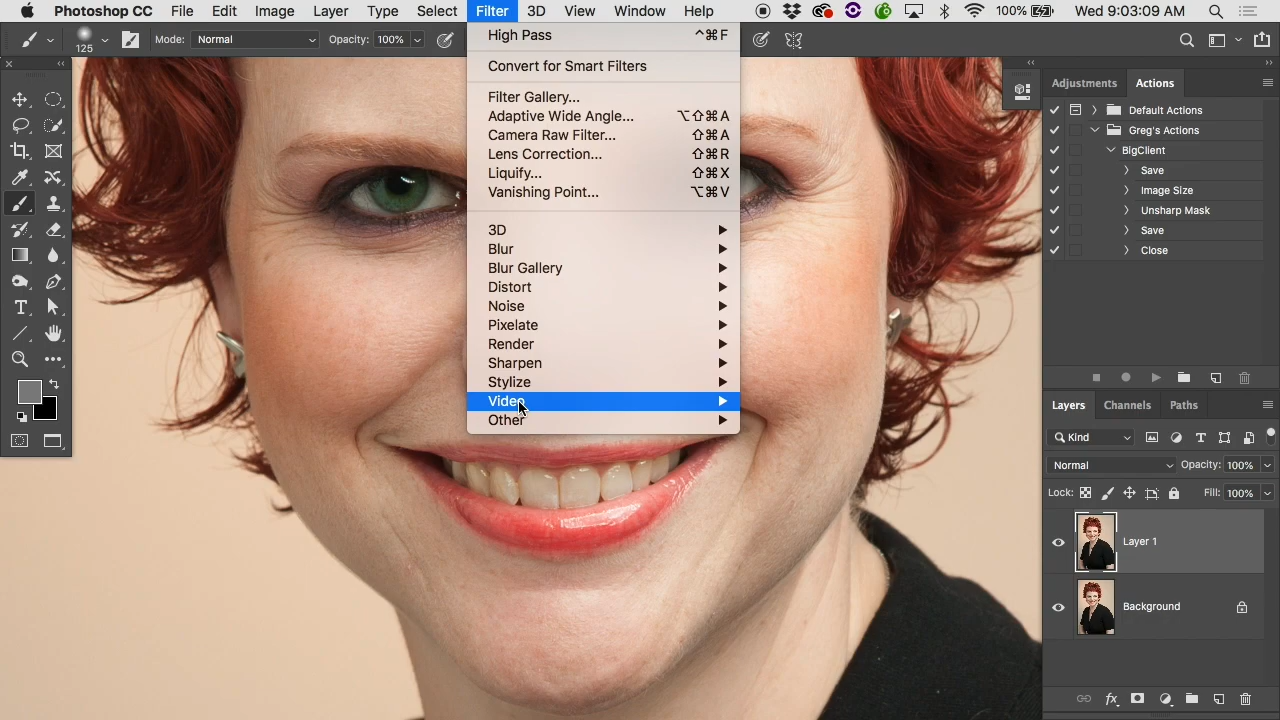 Photoshop CC File Edit Image Layer Type Select Filter 3D View Window Help 100% Wed 9:03:09 AM
125 Mode: Normal Opacity: 100%
High Pass ^⌘F
Convert for Smart Filters
Filter Gallery...
Adaptive Wide Angle... ⌥⇧⌘A
Camera Raw Filter... ⇧⌘A
Lens Correction... ⇧⌘R
Liquify... ⇧⌘X
Vanishing Point... ⌥⌘V
3D
Blur
Blur Gallery
Distort
Noise
Pixelate
Render
Sharpen
Stylize
Video
Other
Adjustments Actions
Default Actions
Greg's Actions
BigClient
Save
Image Size
Unsharp Mask
Save
Close
Layers Channels Paths
Kind
Normal Opacity: 100%
Lock: Fill: 100%
Layer 1
Background